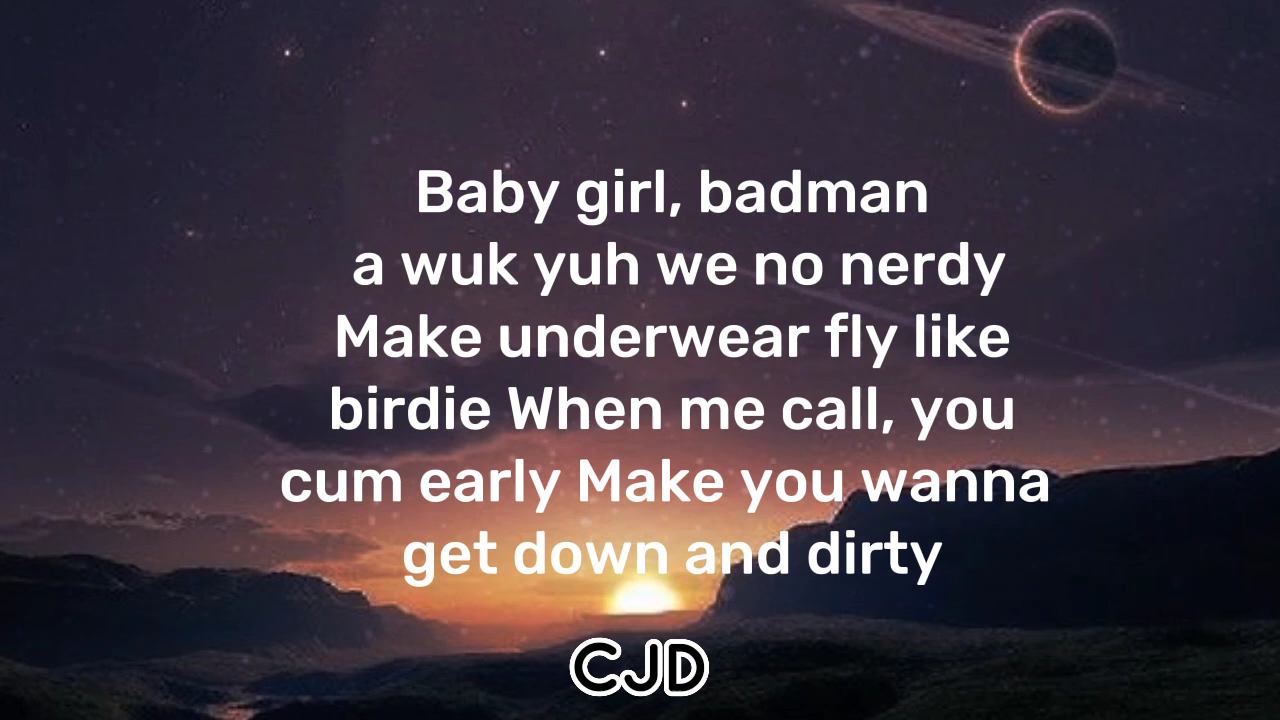 Baby girl, badman
a wuk yuh we no nerdy
Make underwear fly like
birdie When me call, you
cum early Make you wanna
get down and dirty
CJD